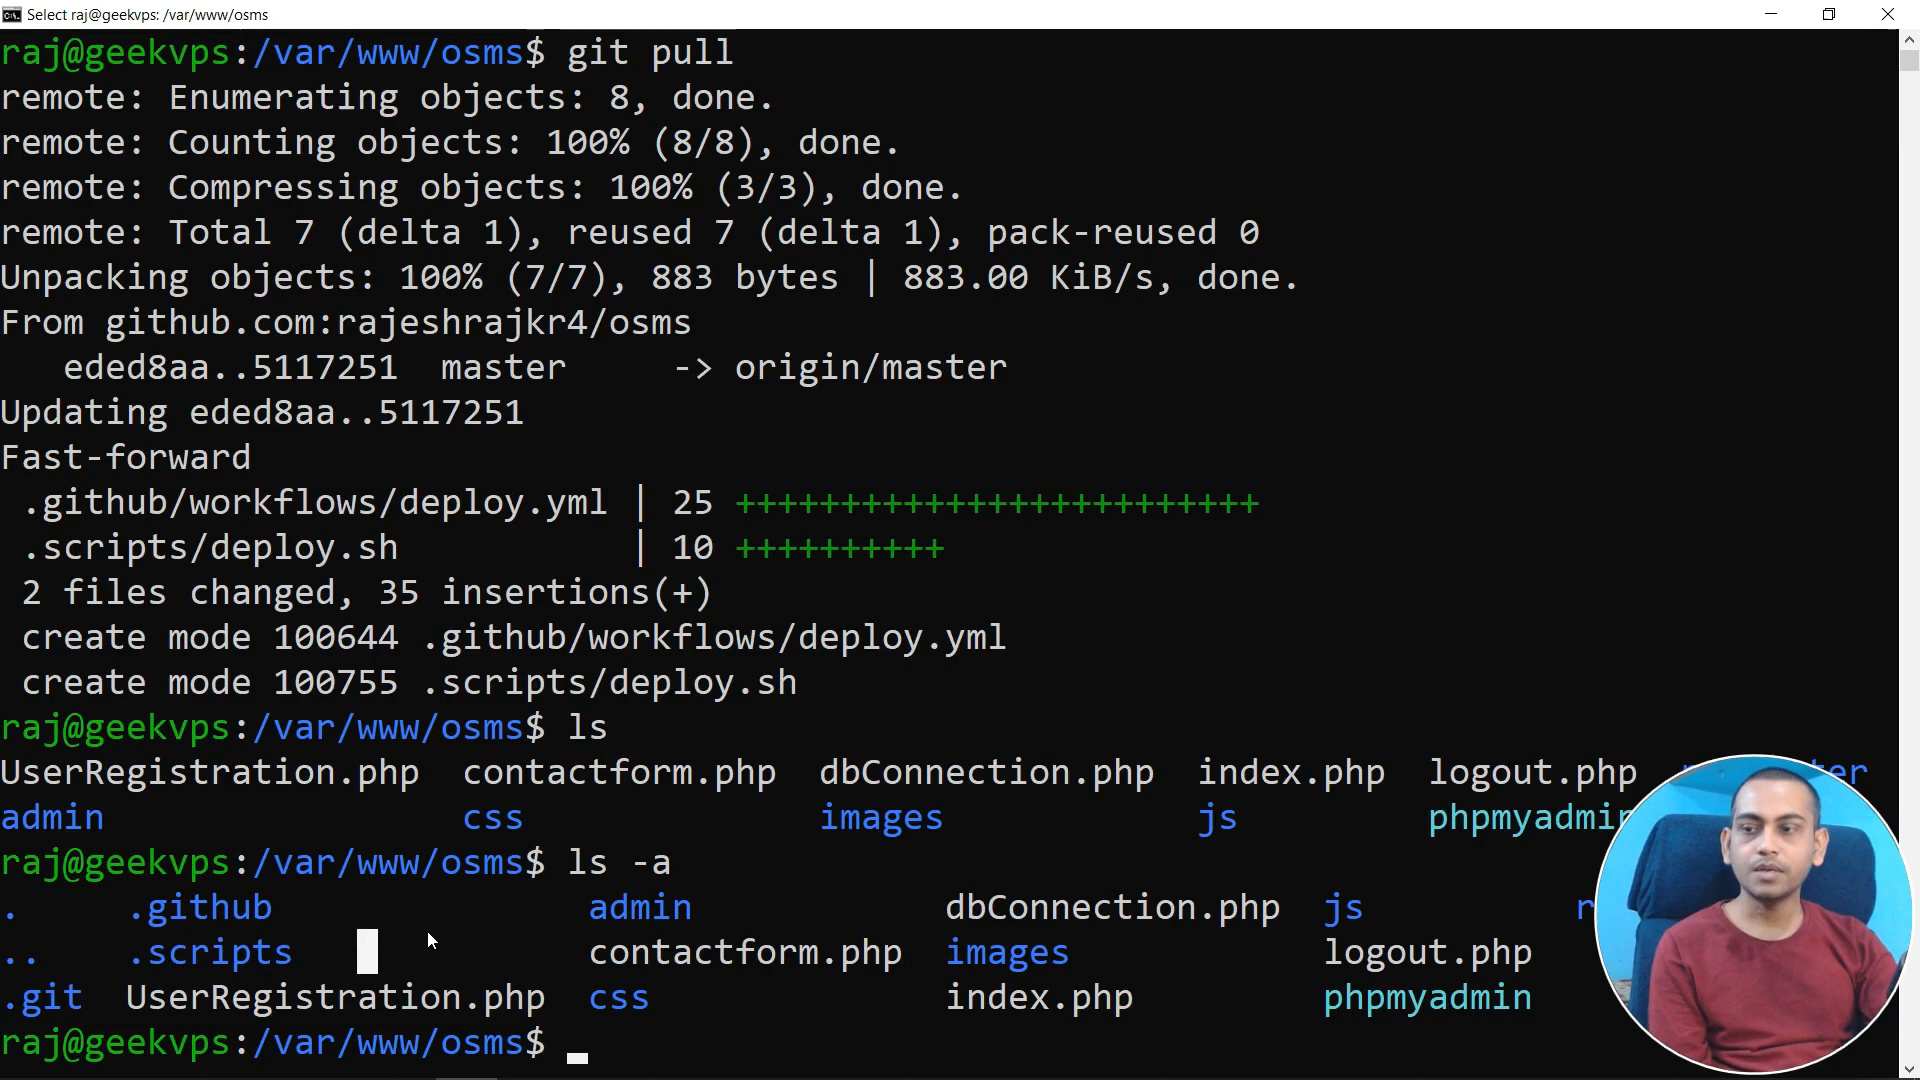 Select raj@geekvps: /var/www/osms
raj@geekvps:/var/www/osms$ git pull
remote: Enumerating objects: 8, done.
remote: Counting objects: 100% (8/8), done.
remote: Compressing objects: 100% (3/3), done.
remote: Total 7 (delta 1), reused 7 (delta 1), pack-reused 0
Unpacking objects: 100% (7/7), 883 bytes | 883.00 KiB/s, done.
From github.com:rajeshrajkr4/osms
   eded8aa..5117251  master     -> origin/master
Updating eded8aa..5117251
Fast-forward
 .github/workflows/deploy.yml | 25 +++++++++++++++++++++++++
 .scripts/deploy.sh           | 10 ++++++++++
 2 files changed, 35 insertions(+)
 create mode 100644 .github/workflows/deploy.yml
 create mode 100755 .scripts/deploy.sh
raj@geekvps:/var/www/osms$ ls
UserRegistration.php  contactform.php  dbConnection.php  index.php  logout.php
admin                 css              images            js         phpmyadmin
raj@geekvps:/var/www/osms$ ls -a
.     .github               admin            dbConnection.php  js
..    .scripts              contactform.php  images            logout.php
.git  UserRegistration.php  css              index.php         phpmyadmin
raj@geekvps:/var/www/osms$